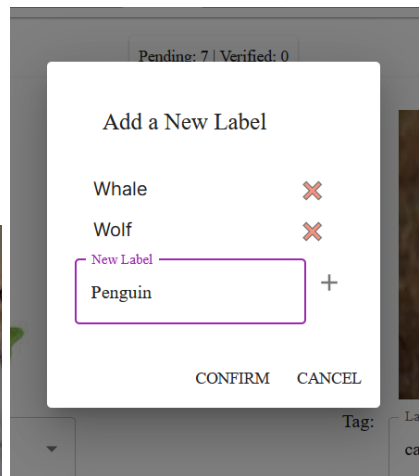 Pending: 7 | Verified: 0
Add a New Label
Whale
Wolf
New Label
Penguin
+
CONFIRM CANCEL
Tag: